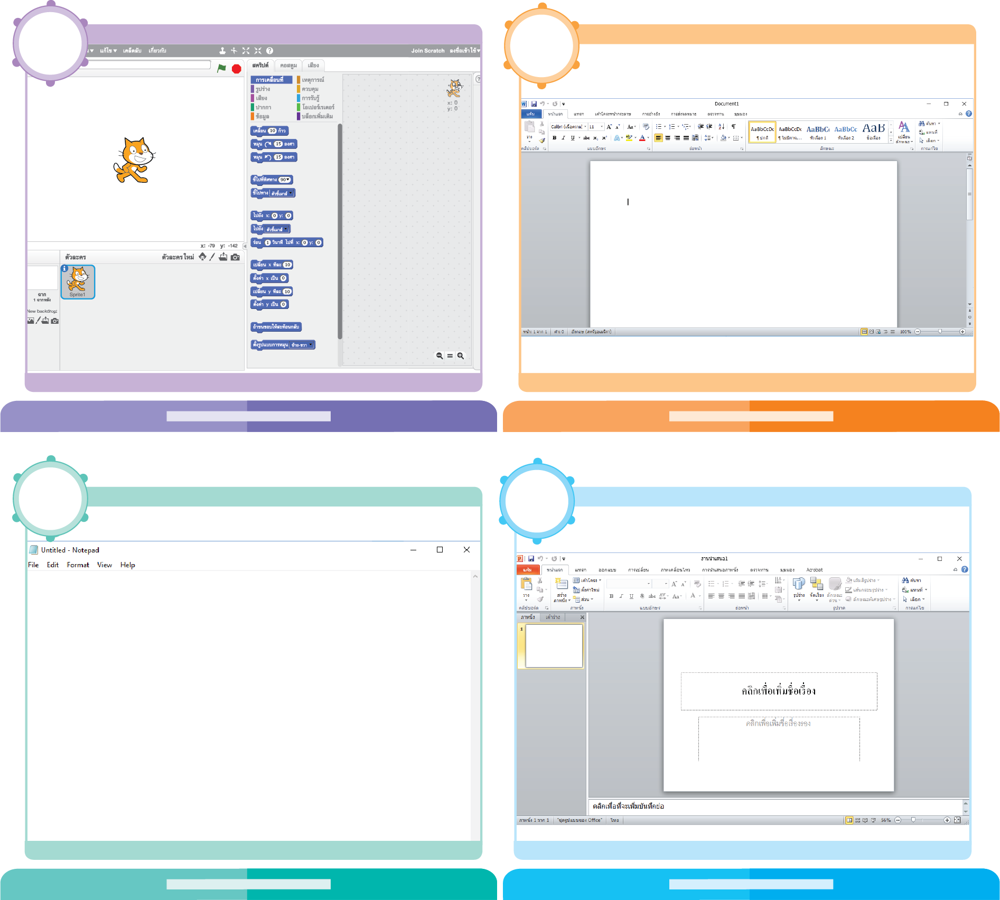 แก้ไข เคล็ดลับ เกี่ยวกับ
Join Scratch ลงชื่อเข้าใช้
สคริปต์ คอสตูม เสียง
การเคลื่อนที่ เหตุการณ์
รูปร่าง ควบคุม
เสียง การรับรู้
ปากกา โอเปอร์เรเตอร์
ข้อมูล บล็อกเพิ่มเติม
x: 0
y: 0
เคลื่อน 10 ก้าว
หมุน 15 องศา
หมุน 15 องศา
ชี้ไปที่ทิศทาง 90
ชี้ไปทาง ตัวชี้เมาส์
ไปยัง x: 0 y: 0
ไปยัง ตัวชี้เมาส์
ร่อน 1 วินาที ไปที่ x: 0 y: 0
เปลี่ยน x ทีละ 10
ตั้งค่า x เป็น 0
เปลี่ยน y ทีละ 10
ตั้งค่า y เป็น 0
ถ้าชนขอบให้สะท้อนกลับ
ตั้งรูปแบบการหมุน ซ้าย-ขวา
x: -79 y: -142
ตัวละคร ตัวละครใหม่
Sprite1
ฉาก
1 ฉากหลัง
New backdrop:
Document1
แฟ้ม หน้าแรก แทรก เค้าโครงหน้ากระดาษ การอ้างอิง การส่งจดหมาย ตรวจทาน มุมมอง
Calibri (เนื้อความ) 11
วาง
AaBbCcDc AaBbCcDc AaBbC AaBbCc AaB
¶ ปกติ ¶ ไม่มีการ... หัวเรื่อง 1 หัวเรื่อง 2 ชื่อเรื่อง
เปลี่ยน
ลักษณะ
ค้นหา
แทนที่
เลือก
คลิปบอร์ด แบบอักษร ย่อหน้า ลักษณะ การแก้ไข
หน้า: 1 จาก 1 คำ: 0 อังกฤษ (สหรัฐอเมริกา) 100%
Untitled - Notepad
File Edit Format View Help
งานนำเสนอ1
แฟ้ม หน้าแรก แทรก ออกแบบ การเปลี่ยน ภาพเคลื่อนไหว การนำเสนอภาพนิ่ง ตรวจทาน มุมมอง Acrobat
วาง
สร้าง
ภาพนิ่ง
เค้าโครง
ตั้งค่าใหม่
ส่วน
รูปร่าง จัดเรียง ลักษณะ
ด่วน
เติมสีรูปร่าง
เส้นกรอบรูปร่าง
ลักษณะพิเศษรูปร่าง
ค้นหา
แทนที่
เลือก
คลิปบอร์ด ภาพนิ่ง แบบอักษร ย่อหน้า รูปวาด การแก้ไข
ภาพนิ่ง เค้าร่าง
1
คลิกเพื่อเพิ่มชื่อเรื่อง
คลิกเพื่อเพิ่มชื่อเรื่องรอง
คลิกเพื่อที่จะเพิ่มบันทึกย่อ
ภาพนิ่ง 1 จาก 1 "ชุดรูปแบบของ Office" ไทย 56%